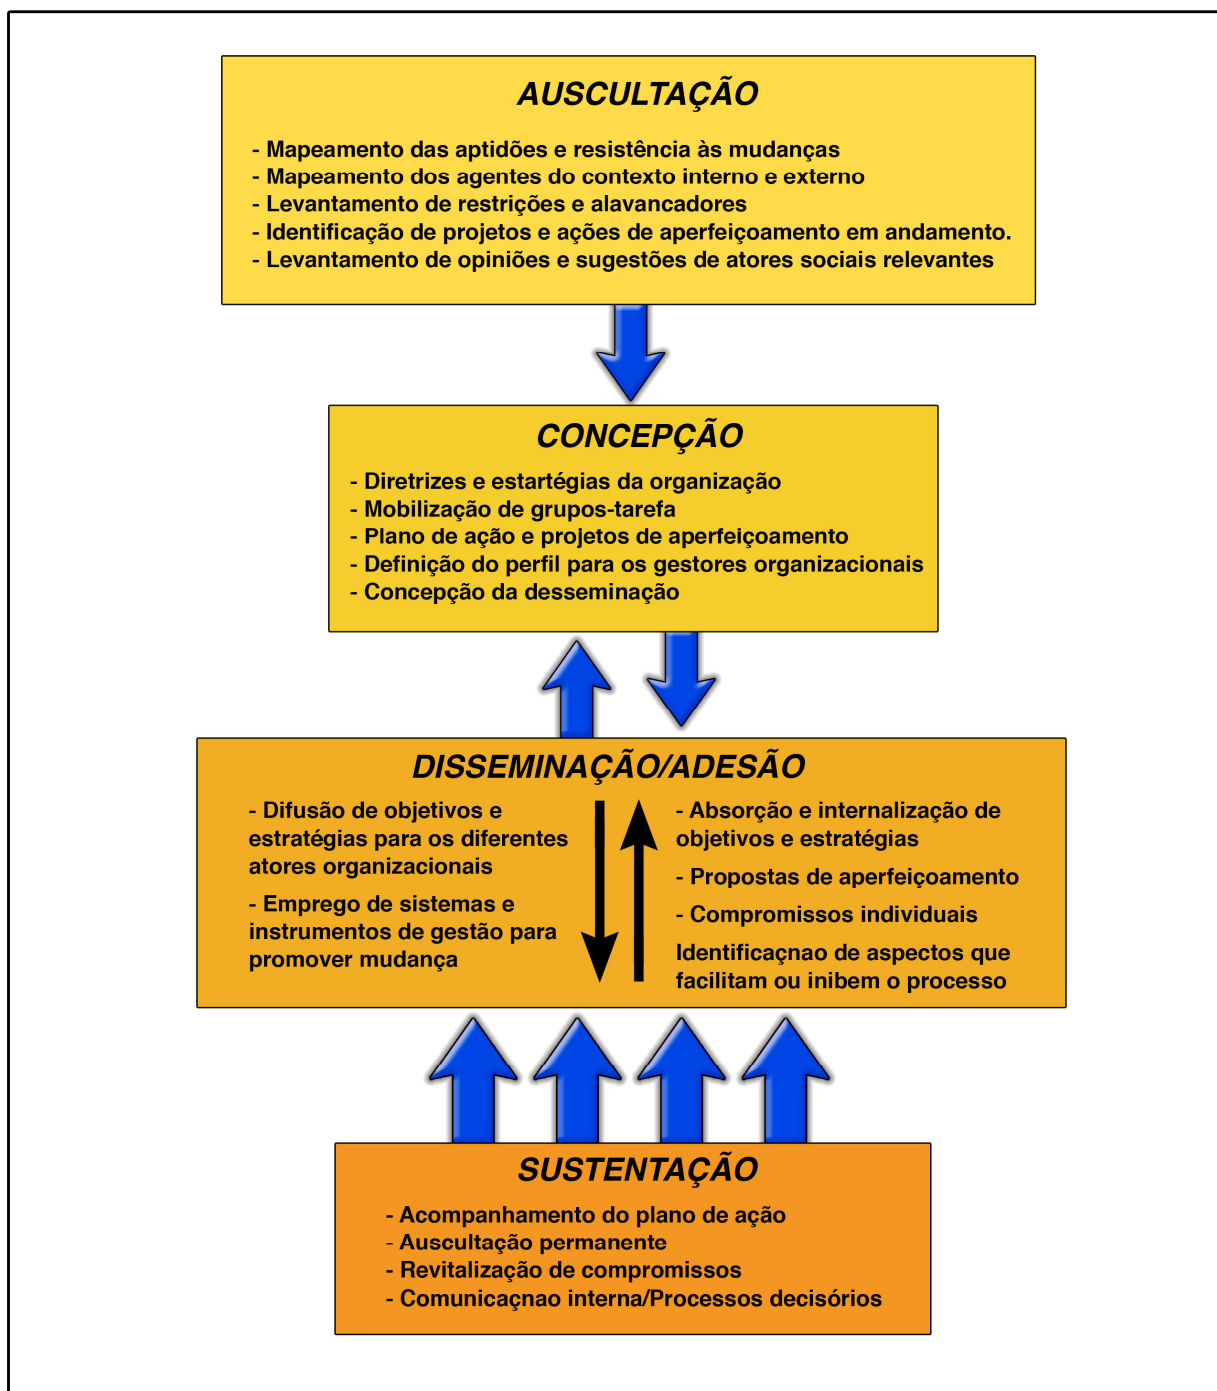 AUSCULTAÇÃO
- Mapeamento das aptidões e resistência às mudanças
- Mapeamento dos agentes do contexto interno e externo
- Levantamento de restrições e alavancadores
- Identificação de projetos e ações de aperfeiçoamento em andamento.
- Levantamento de opiniões e sugestões de atores sociais relevantes
CONCEPÇÃO
- Diretrizes e estartégias da organização
- Mobilização de grupos-tarefa
- Plano de ação e projetos de aperfeiçoamento
- Definição do perfil para os gestores organizacionais
- Concepção da desseminação
DISSEMINAÇÃO/ADESÃO
- Difusão de objetivos e
estratégias para os diferentes
atores organizacionais
- Emprego de sistemas e
instrumentos de gestão para
promover mudança
- Absorção e internalização de
objetivos e estratégias
- Propostas de aperfeiçoamento
- Compromissos individuais
Identificaçnao de aspectos que
facilitam ou inibem o processo
SUSTENTAÇÃO
- Acompanhamento do plano de ação
- Auscultação permanente
- Revitalização de compromissos
- Comunicaçnao interna/Processos decisórios